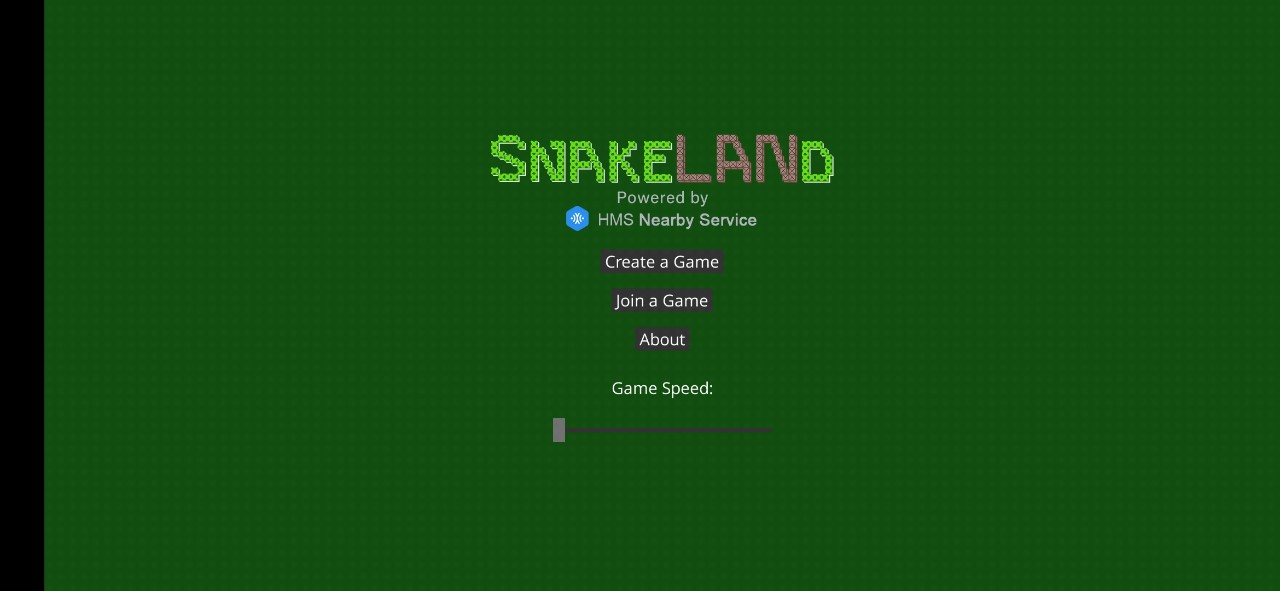 SNAKELAND
Powered by
HMS Nearby Service
Create a Game
Join a Game
About
Game Speed: